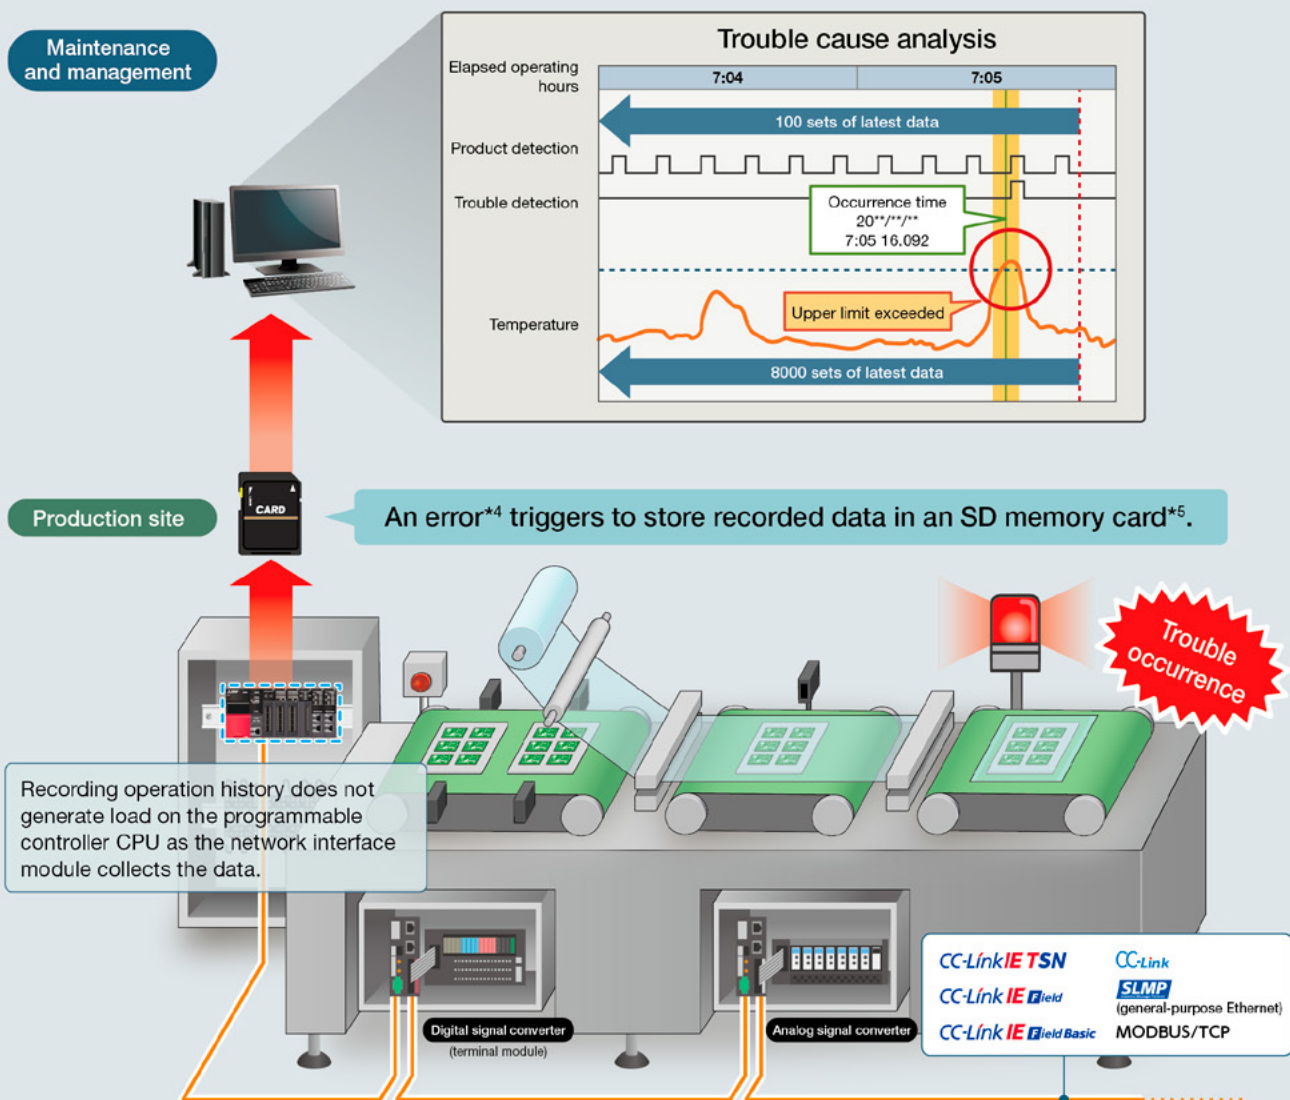 Maintenance
and management
Trouble cause analysis
Elapsed operating
hours
7:04
7:05
100 sets of latest data
Product detection
Trouble detection
Occurrence time
20**/**/**
7:05 16.092
Upper limit exceeded
Temperature
8000 sets of latest data
Production site
CARD
An error*4 triggers to store recorded data in an SD memory card*5.
Trouble
occurrence
Recording operation history does not
generate load on the programmable
controller CPU as the network interface
module collects the data.
Digital signal converter
(terminal module)
Analog signal converter
CC-Link IE TSN
CC-Link
CC-Link IE Field
SLMP
(general-purpose Ethernet)
CC-Link IE Field Basic
MODBUS/TCP